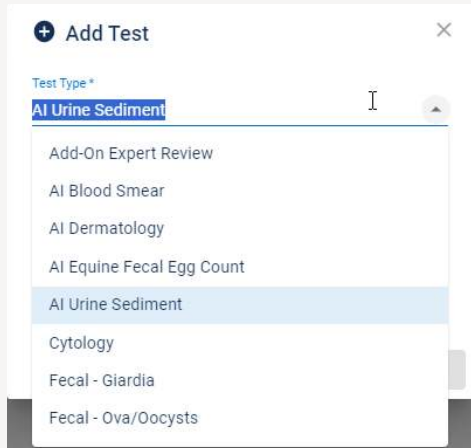 Add Test
Test Type *
AI Urine Sediment
Add-On Expert Review
AI Blood Smear
AI Dermatology
AI Equine Fecal Egg Count
AI Urine Sediment
Cytology
Fecal - Giardia
Fecal - Ova/Oocysts